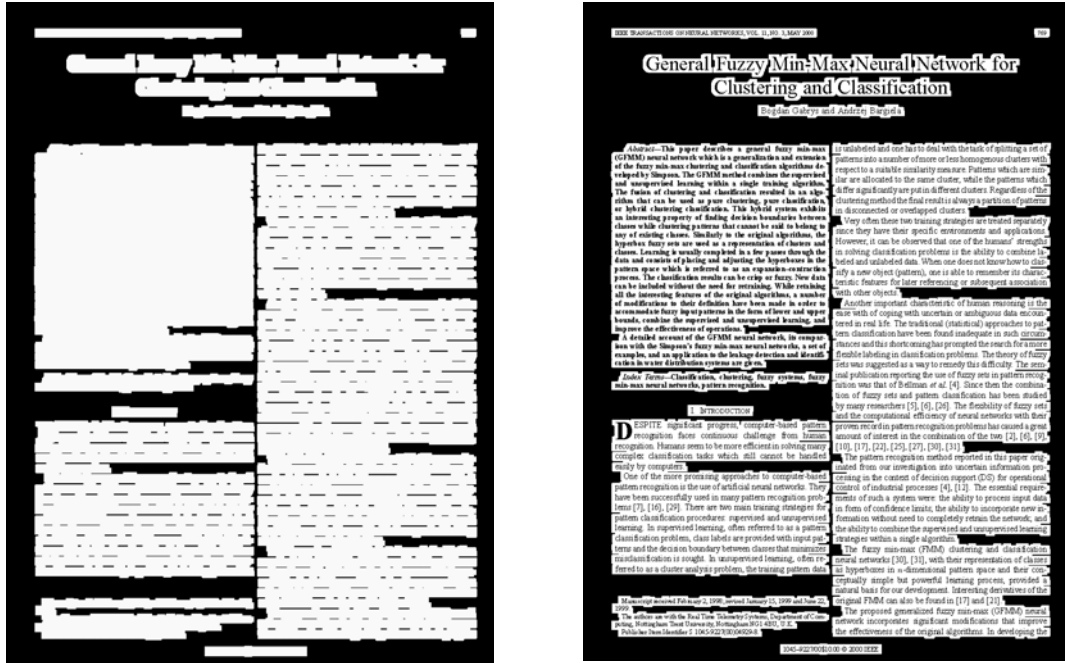 IEEE TRANSACTIONS ON NEURAL NETWORKS, VOL. 11, NO. 3, MAY 2000
769
General Fuzzy Min-Max Neural Network for
Clustering and Classification
Bogdan Gabrys and Andrzej Bargiela
Abstract—This paper describes a general fuzzy min-max
(GFMM) neural network which is a generalization and extension
of the fuzzy min-max clustering and classification algorithms de-
veloped by Simpson. The GFMM method combines the supervised
and unsupervised learning within a single training algorithm.
The fusion of clustering and classification resulted in an algo-
rithm that can be used as pure clustering, pure classification,
or hybrid clustering classification. This hybrid system exhibits
an interesting property of finding decision boundaries between
classes while clustering patterns that cannot be said to belong to
any of existing classes. Similarly to the original algorithms, the
hyperbox fuzzy sets are used as a representation of clusters and
classes. Learning is usually completed in a few passes through the
data and consists of placing and adjusting the hyperboxes in the
pattern space which is referred to as an expansion-contraction
process. The classification results can be crisp or fuzzy. New data
can be included without the need for retraining. While retaining
all the interesting features of the original algorithms, a number
of modifications to their definition have been made in order to
accommodate fuzzy input patterns in the form of lower and upper
bounds, combine the supervised and unsupervised learning, and
improve the effectiveness of operations.
A detailed account of the GFMM neural network, its compar-
ison with the Simpson's fuzzy min-max neural networks, a set of
examples, and an application to the leakage detection and identifi-
cation in water distribution systems are given.
Index Terms—Classification, clustering, fuzzy systems, fuzzy
min-max neural networks, pattern recognition.
I INTRODUCTION
DESPITE significant progress, computer-based pattern
recognition faces continuous challenge from human
recognition. Humans seem to be more efficient in solving many
complex classification tasks which still cannot be handled
easily by computers.
One of the more promising approaches to computer-based
pattern recognition is the use of artificial neural networks. They
have been successfully used in many pattern recognition prob-
lems [7], [16], [29]. There are two main training strategies for
pattern classification procedures: supervised and unsupervised
learning. In supervised learning, often referred to as a pattern
classification problem, class labels are provided with input pat-
terns and the decision boundary between classes that minimizes
misclassification is sought. In unsupervised learning, often re-
ferred to as a cluster analysis problem, the training pattern data
Manuscript received February 2, 1998; revised January 15, 1999 and June 22,
1999.
The authors are with the Real Time Telemetry Systems, Department of Com-
puting, Nottingham Trent University, Nottingham NG1 4BU, U.K.
Publisher Item Identifier S 1045-9227(00)04929-6.
is unlabeled and one has to deal with the task of splitting a set of
patterns into a number of more or less homogenous clusters with
respect to a suitable similarity measure. Patterns which are sim-
ilar are allocated to the same cluster, while the patterns which
differ significantly are put in different clusters. Regardless of the
clustering method the final result is always a partition of patterns
in disconnected or overlapped clusters.
Very often these two training strategies are treated separately
since they have their specific environments and applications.
However, it can be observed that one of the humans' strengths
in solving classification problems is the ability to combine la-
beled and unlabeled data. When one does not know how to clas-
sify a new object (pattern), one is able to remember its charac-
teristic features for later referencing or subsequent association
with other objects.
Another important characteristic of human reasoning is the
ease with of coping with uncertain or ambiguous data encoun-
tered in real life. The traditional (statistical) approaches to pat-
tern classification have been found inadequate in such circum-
stances and this shortcoming has prompted the search for a more
flexible labeling in classification problems. The theory of fuzzy
sets was suggested as a way to remedy this difficulty. The sem-
inal publication reporting the use of fuzzy sets in pattern recog-
nition was that of Bellman et al. [4]. Since then the combina-
tion of fuzzy sets and pattern classification has been studied
by many researchers [5], [6], [26]. The flexibility of fuzzy sets
and the computational efficiency of neural networks with their
proven record in pattern recognition problems has caused a great
amount of interest in the combination of the two [2], [6], [9],
[10], [17], [22], [25], [27], [30], [31].
The pattern recognition method reported in this paper orig-
inated from our investigation into uncertain information pro-
cessing in the context of decision support (DS) for operational
control of industrial processes [4], [12]. The essential require-
ments of such a system were: the ability to process input data
in form of confidence limits, the ability to incorporate new in-
formation without need to completely retrain the network; and
the ability to combine the supervised and unsupervised learning
strategies within a single algorithm.
The fuzzy min-max (FMM) clustering and classification
neural networks [30], [31], with their representation of classes
as hyperboxes in n-dimensional pattern space and their con-
ceptually simple but powerful learning process, provided a
natural basis for our development. Interesting derivatives of the
original FMM can also be found in [17] and [21].
The proposed generalized fuzzy min-max (GFMM) neural
network incorporates significant modifications that improve
the effectiveness of the original algorithms. In developing the
1045-9227/00$10.00 © 2000 IEEE